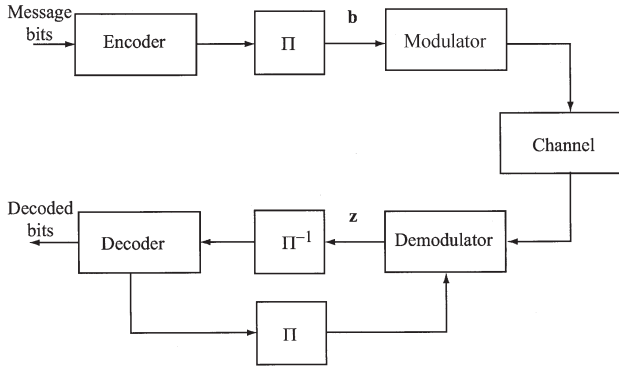 Message
bits
Encoder
Π
b
Modulator
Channel
Decoded
bits
Decoder
Π⁻¹
z
Demodulator
Π